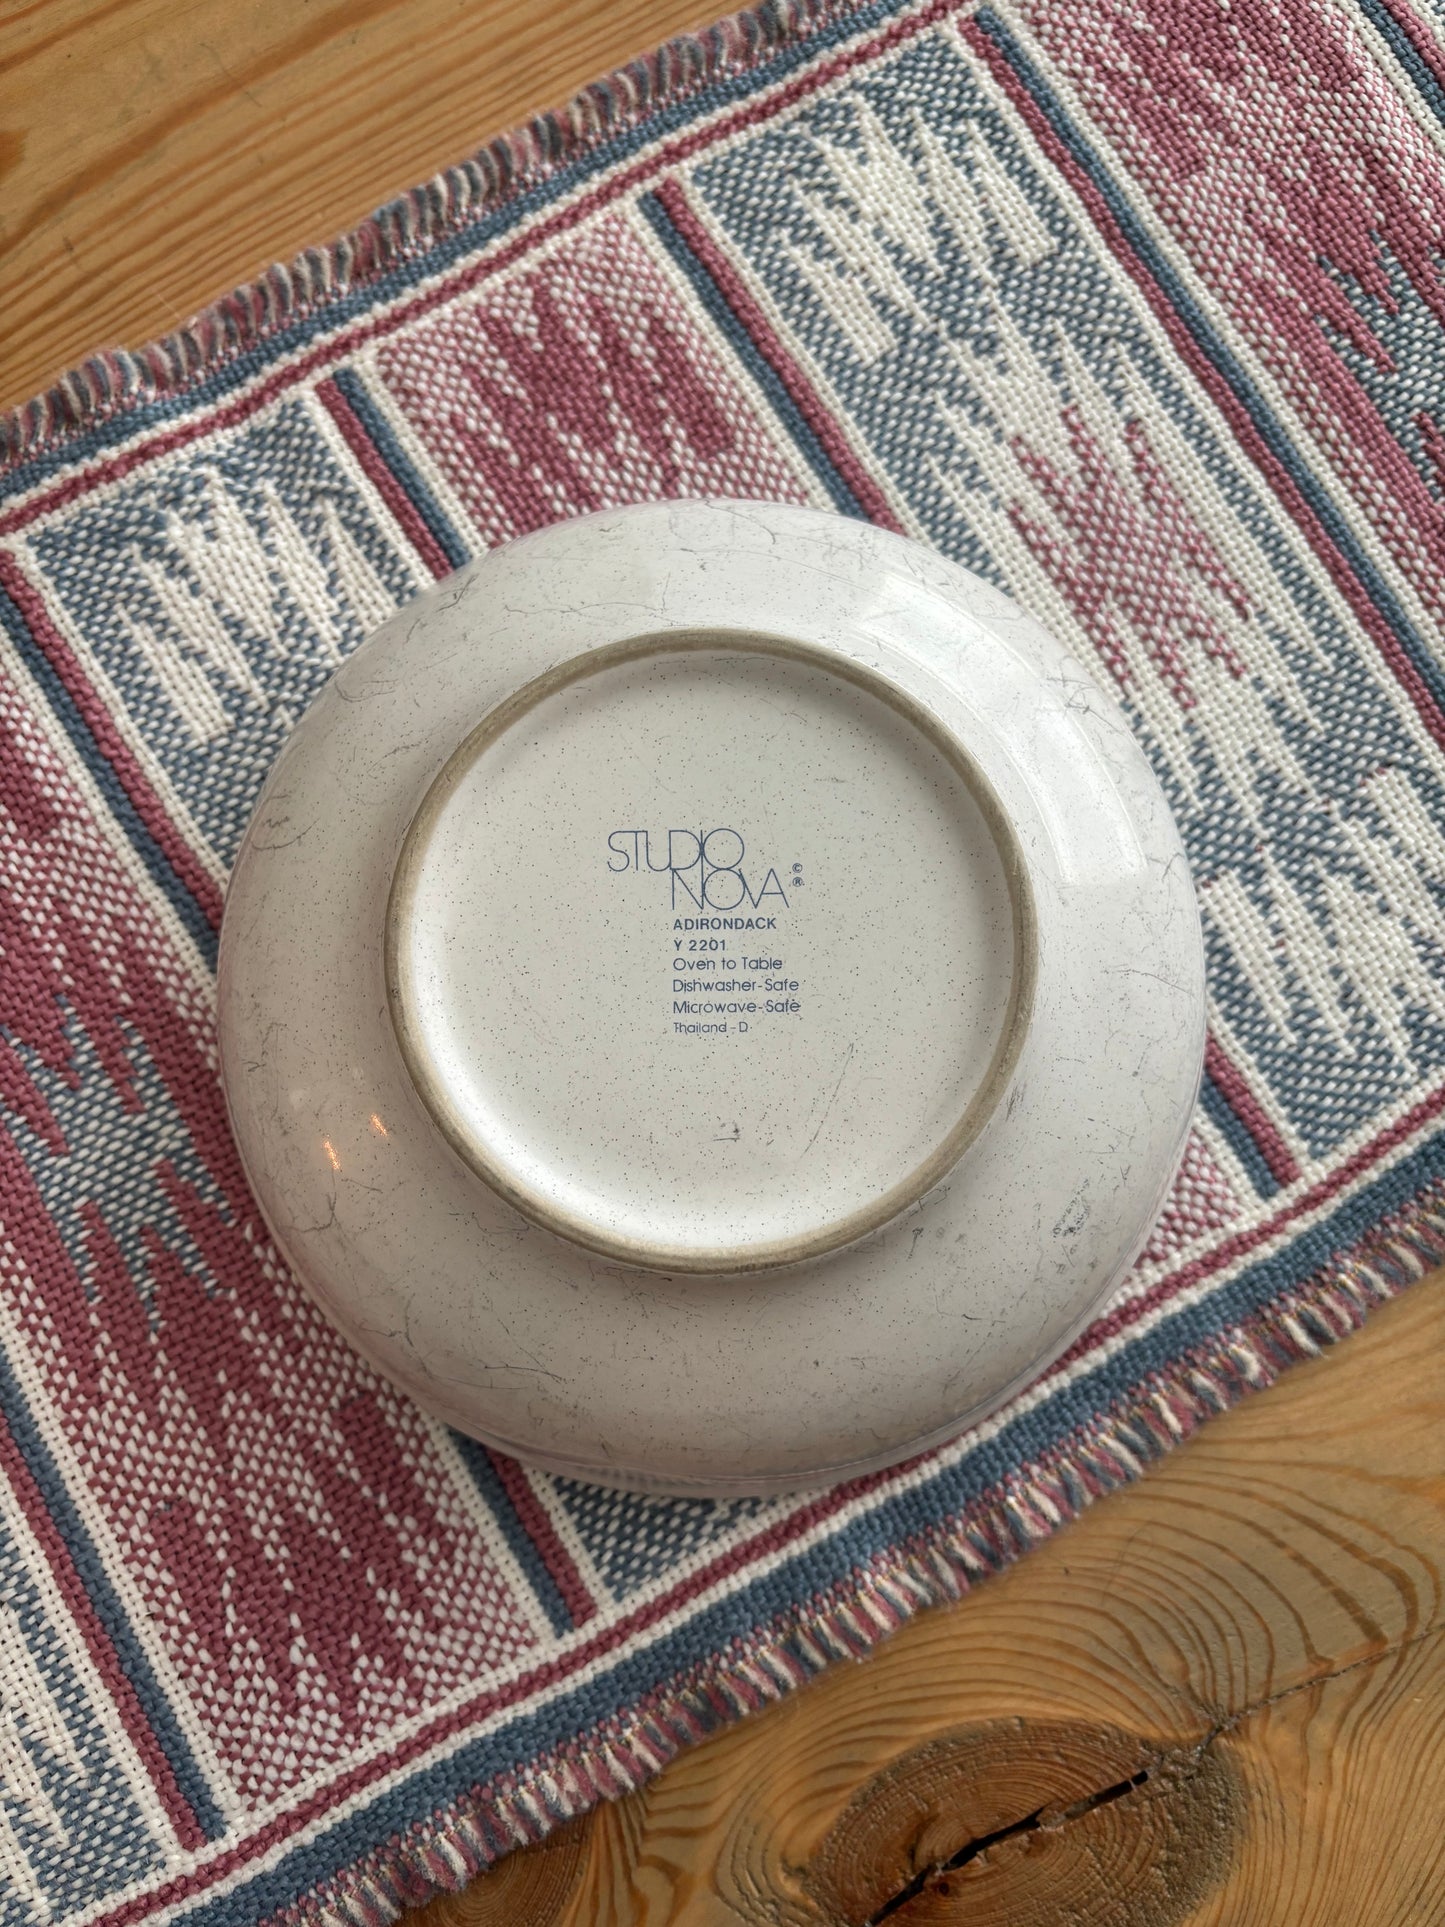 STUDIO
NOVA © ®
ADIRONDACK
Y 2201
Oven to Table
Dishwasher-Safe
Microwave-Safe
Thailand - D